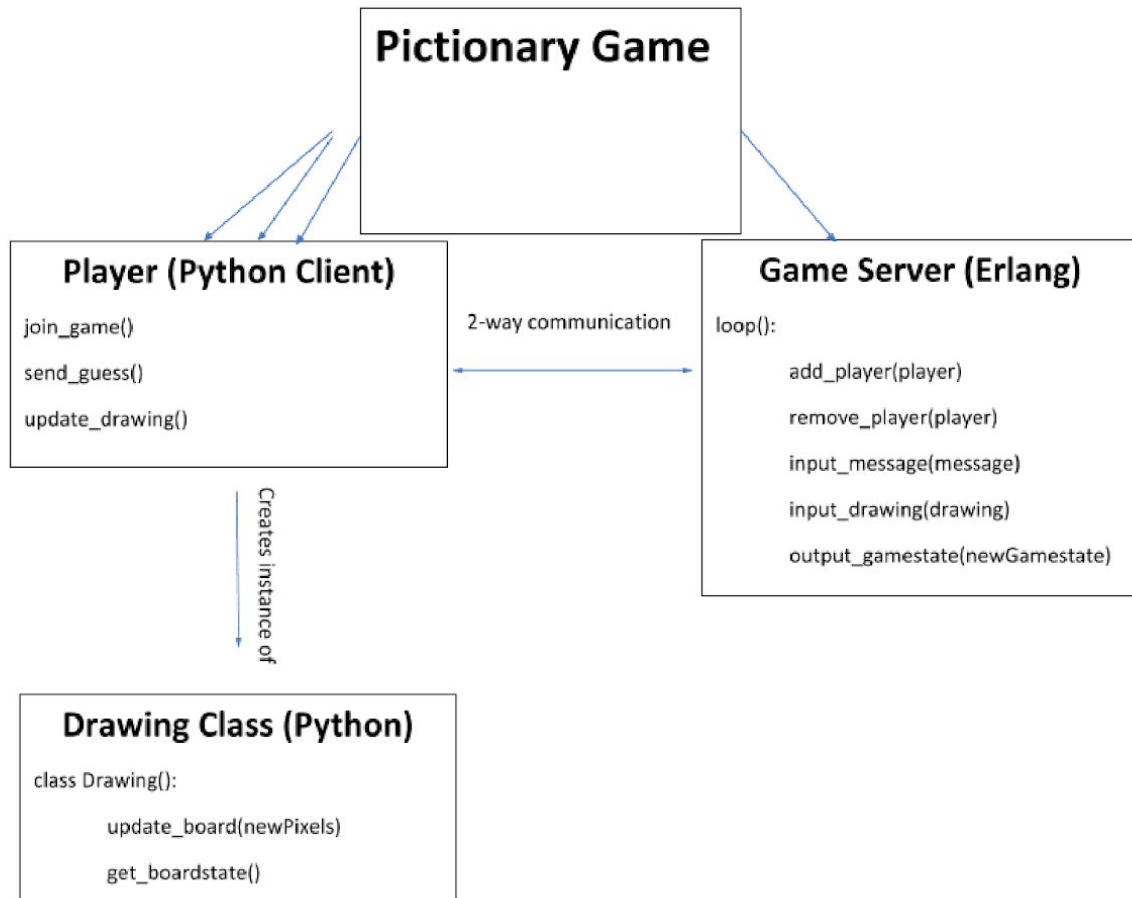 Pictionary Game
Player (Python Client)
join_game()
send_guess()
update_drawing()
2-way communication
Game Server (Erlang)
loop():
add_player(player)
remove_player(player)
input_message(message)
input_drawing(drawing)
output_gamestate(newGamestate)
Creates instance of
Drawing Class (Python)
class Drawing():
update_board(newPixels)
get_boardstate()